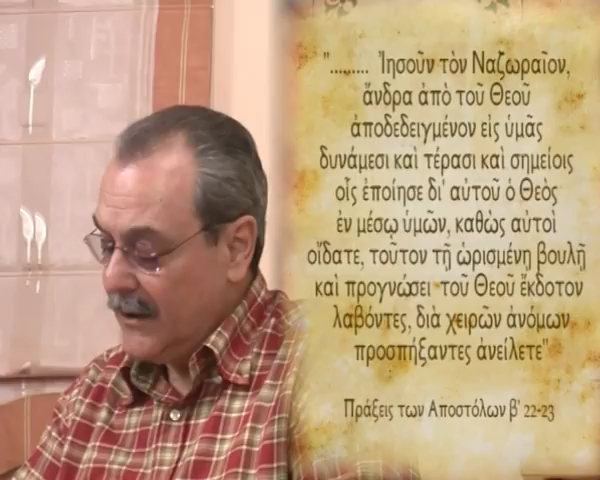 "......... Ἰησοῦν τὸν Ναζωραῖον,
ἄνδρα ἀπὸ τοῦ Θεοῦ
ἀποδεδειγμένον εἰς ὑμᾶς
δυνάμεσι καὶ τέρασι καὶ σημείοις
οἷς ἐποίησε δι' αὐτοῦ ὁ Θεὸς
ἐν μέσῳ ὑμῶν, καθὼς αὐτοὶ
οἴδατε, τοῦτον τῇ ὡρισμένῃ βουλῇ
καὶ προγνώσει τοῦ Θεοῦ ἔκδοτον
λαβόντες, διὰ χειρῶν ἀνόμων
προσπήξαντες ἀνείλετε"
Πράξεις των Αποστόλων β' 22-23